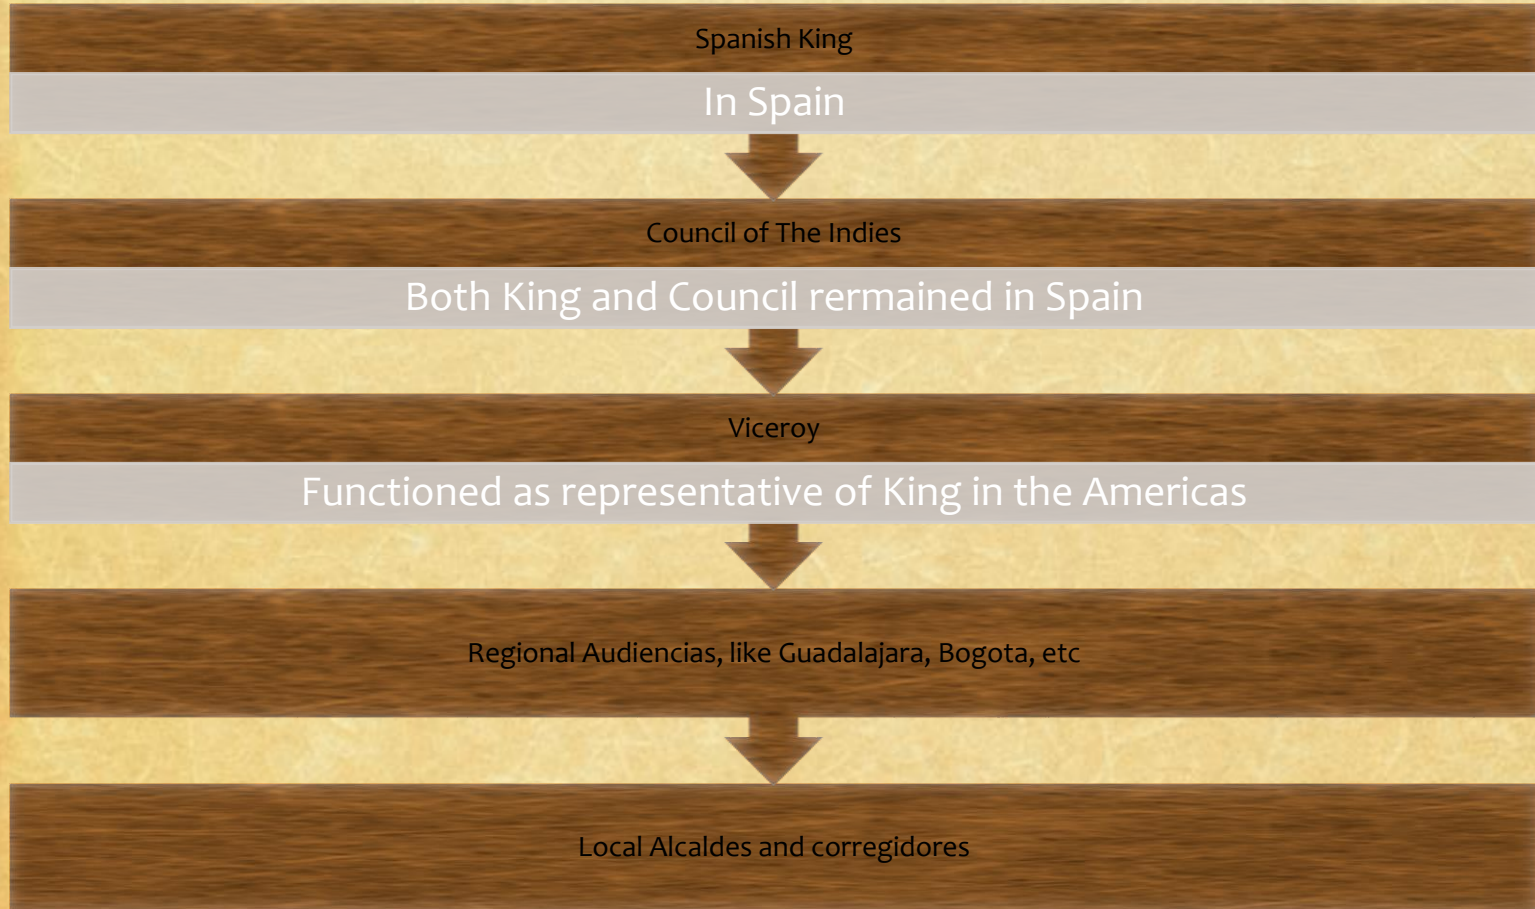 Spanish King
In Spain
Council of The Indies
Both King and Council rermained in Spain
Viceroy
Functioned as representative of King in the Americas
Regional Audiencias, like Guadalajara, Bogota, etc
Local Alcaldes and corregidores